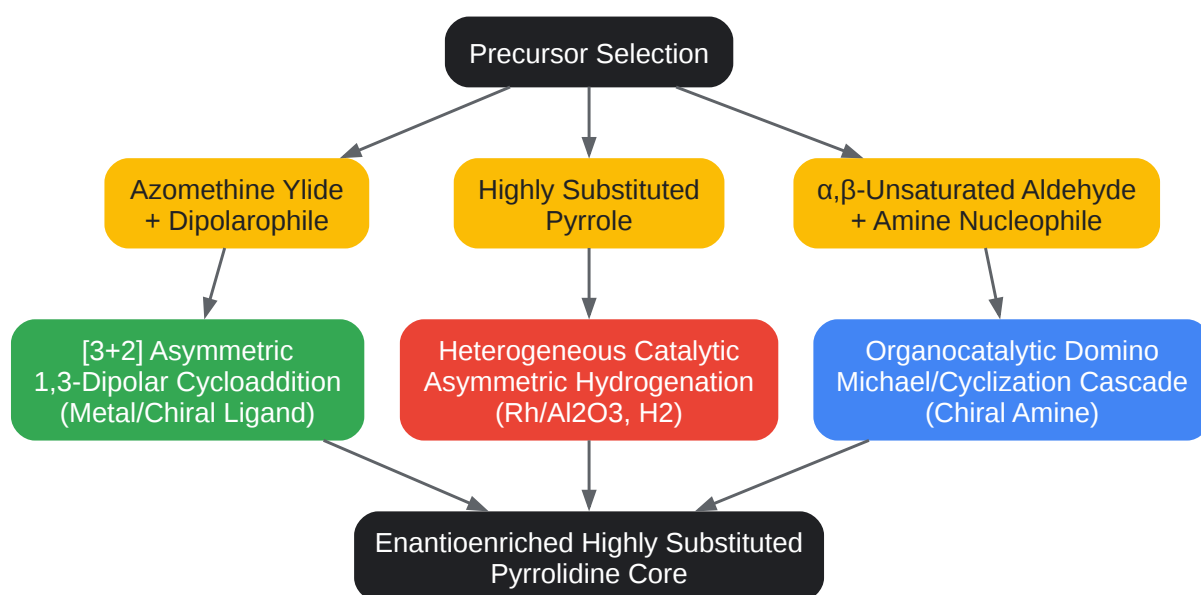 Precursor Selection
Azomethine Ylide
+ Dipolarophile
Highly Substituted
Pyrrole
α,β-Unsaturated Aldehyde
+ Amine Nucleophile
[3+2] Asymmetric
1,3-Dipolar Cycloaddition
(Metal/Chiral Ligand)
Heterogeneous Catalytic
Asymmetric Hydrogenation
(Rh/Al2O3, H2)
Organocatalytic Domino
Michael/Cyclization Cascade
(Chiral Amine)
Enantioenriched Highly Substituted
Pyrrolidine Core